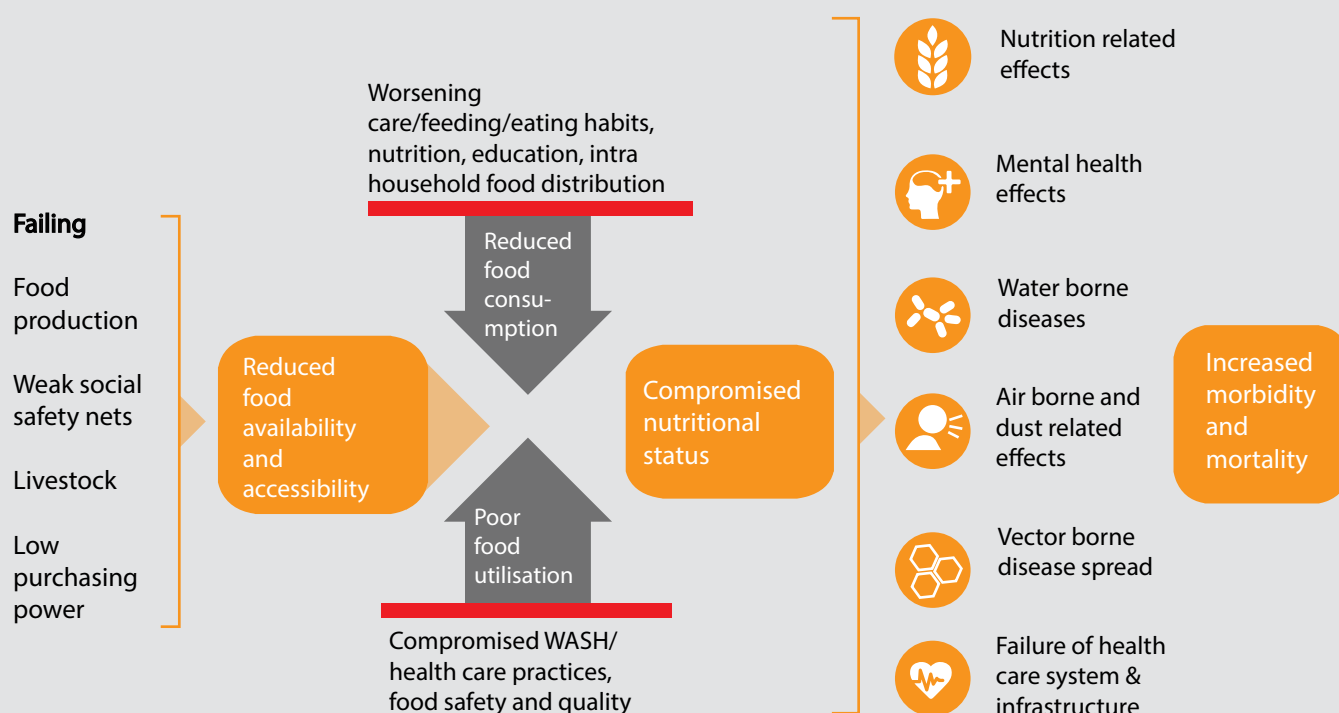 Failing
Food
production
Weak social
safety nets
Livestock
Low
purchasing
power
Reduced
food
availability
and
accessibility
Worsening
care/feeding/eating habits,
nutrition, education, intra
household food distribution
Reduced
food
consu-
mption
Poor
food
utilisation
Compromised WASH/
health care practices,
food safety and quality
Compromised
nutritional
status
Nutrition related
effects
Mental health
effects
Water borne
diseases
Air borne and
dust related
effects
Vector borne
disease spread
Failure of health
care system &
infrastructure
Increased
morbidity
and
mortality